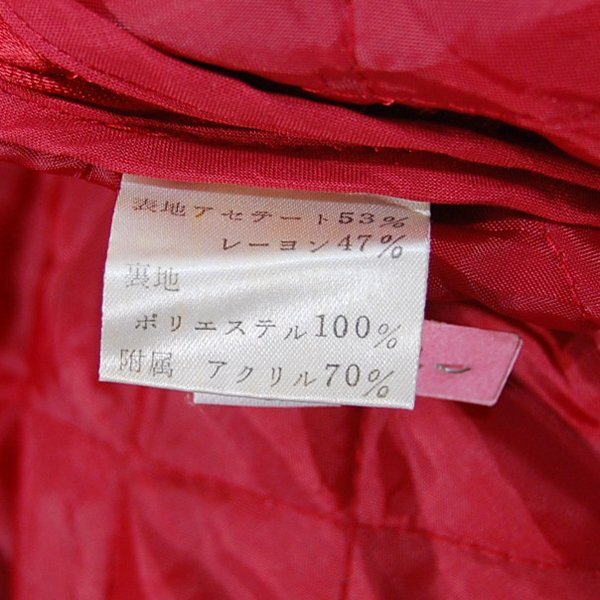 表地アセテート53%
レーヨン47%
裏地
ポリエステル100%
附属 アクリル70%